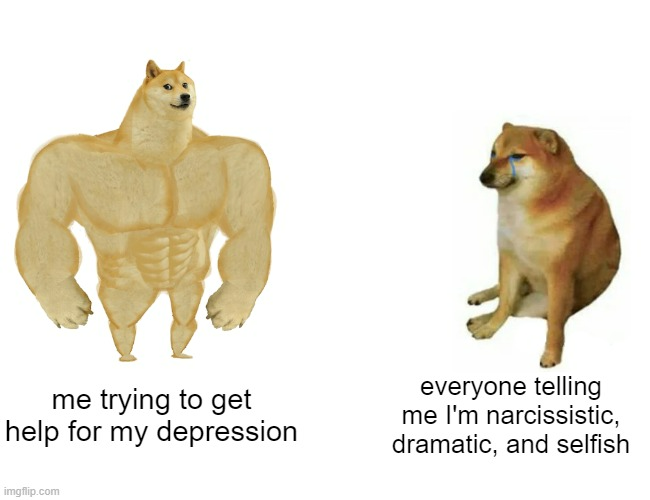 me trying to get
help for my depression
everyone telling
me I'm narcissistic,
dramatic, and selfish
imgflip.com